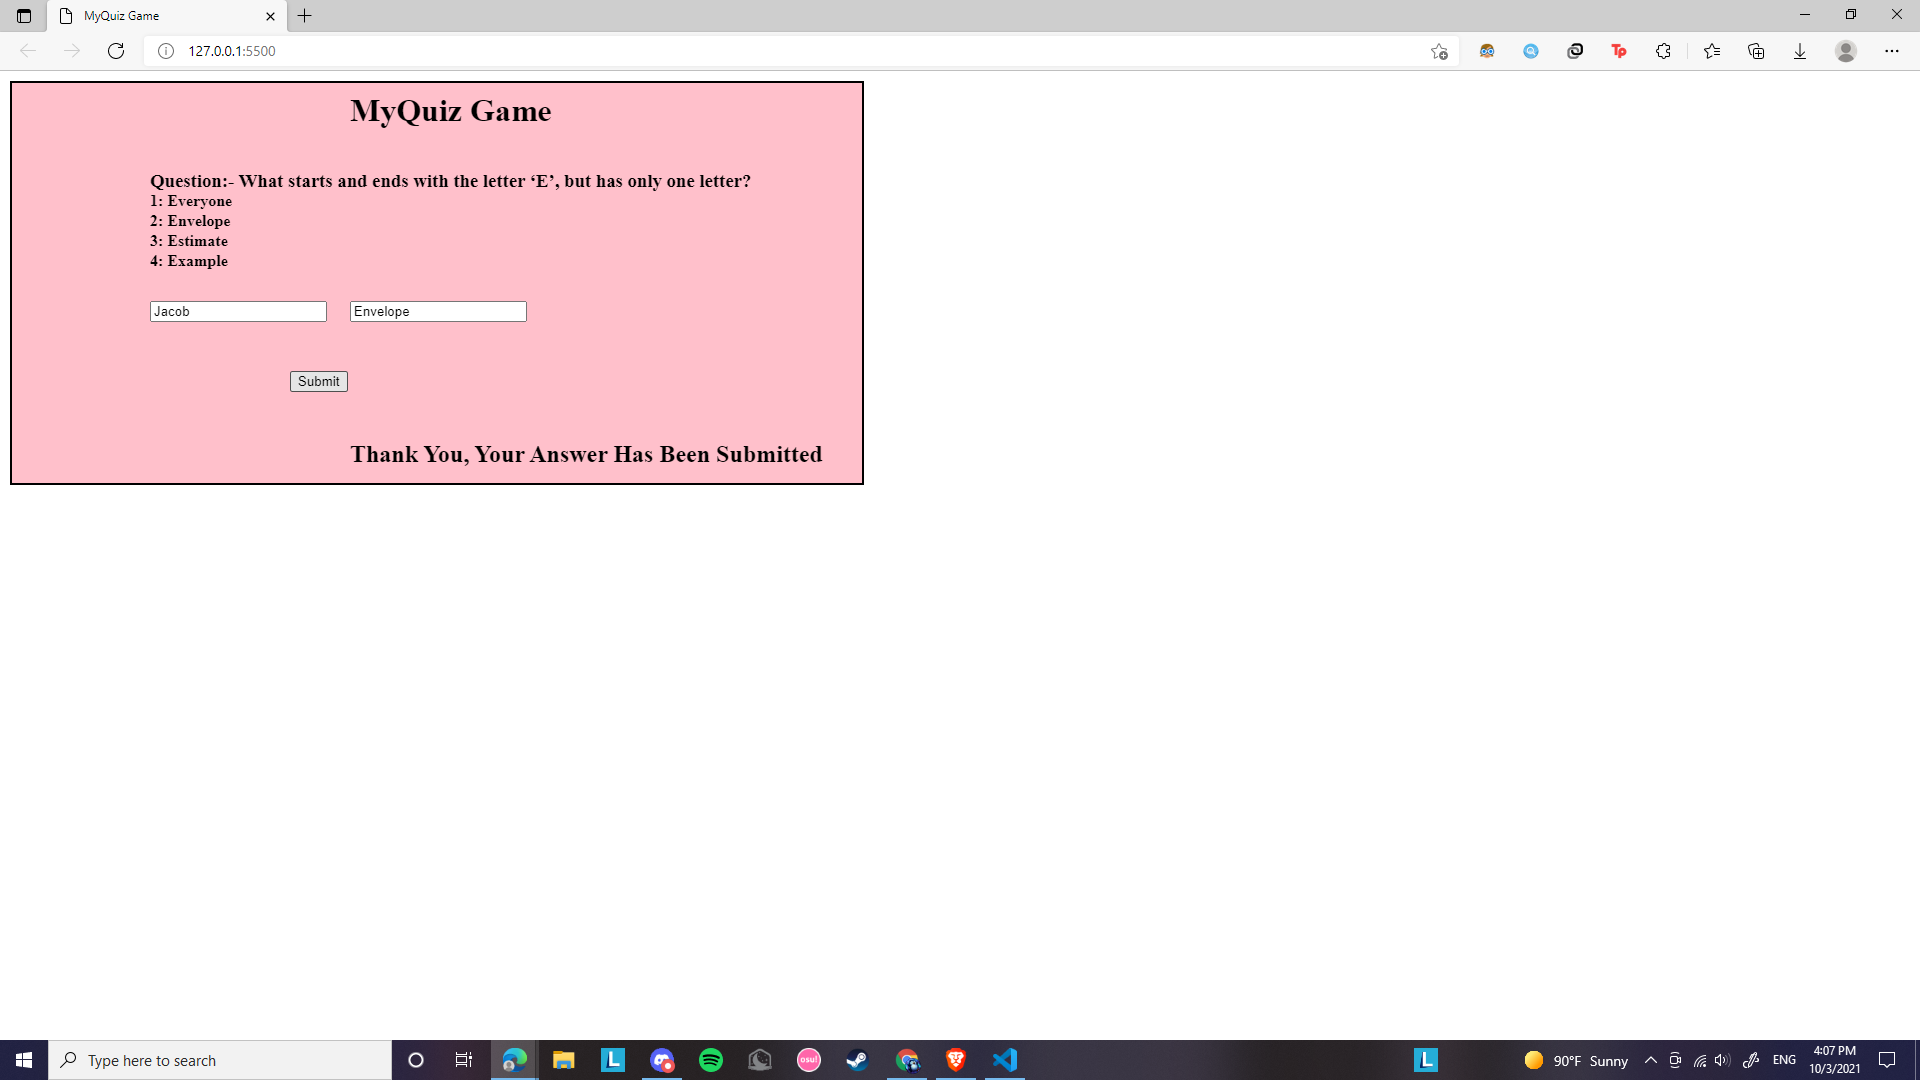 MyQuiz Game
127.0.0.1:5500
Tp
MyQuiz Game
Question:- What starts and ends with the letter ‘E’, but has only one letter?
1: Everyone
2: Envelope
3: Estimate
4: Example
Jacob Envelope
Submit
Thank You, Your Answer Has Been Submitted
Type here to search
L
osu!
L
90°F Sunny
ENG
4:07 PM
10/3/2021